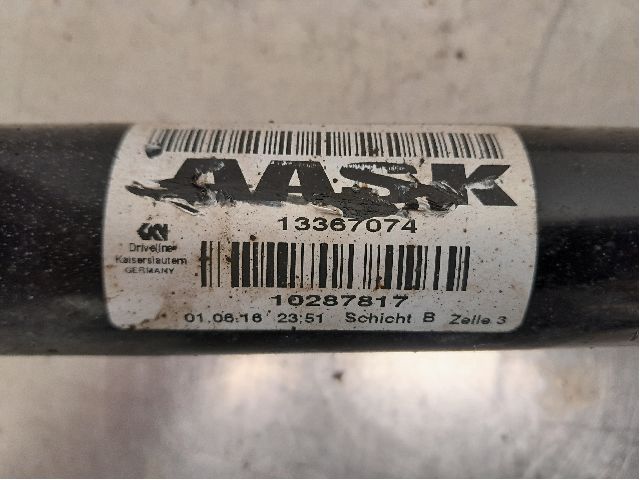 AASK
13367074
GKN
Driveline
Kaiserslautern
GERMANY
10287817
01.06.16 23:51 Schicht B Zelle 3